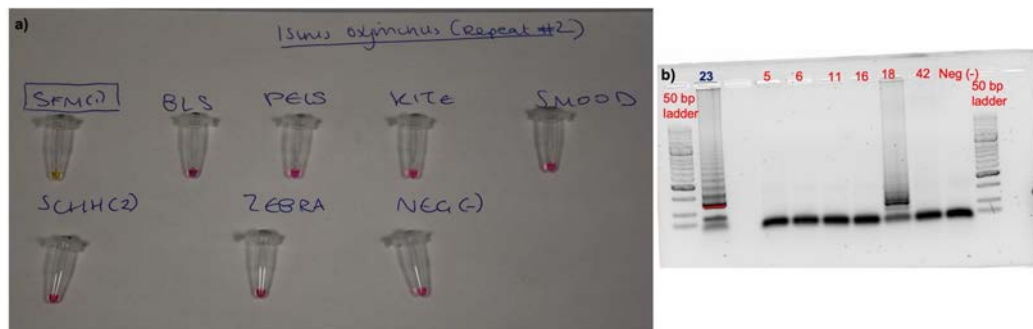 a)
Isurus oxyrinus (Repeat #2)
SFM(1) BLS PELS KITE SMOOD
SCHH(2) ZEBRA NEG(-)
b)
23 5 6 11 16 18 42 Neg (-)
50 bp
ladder
50 bp
ladder